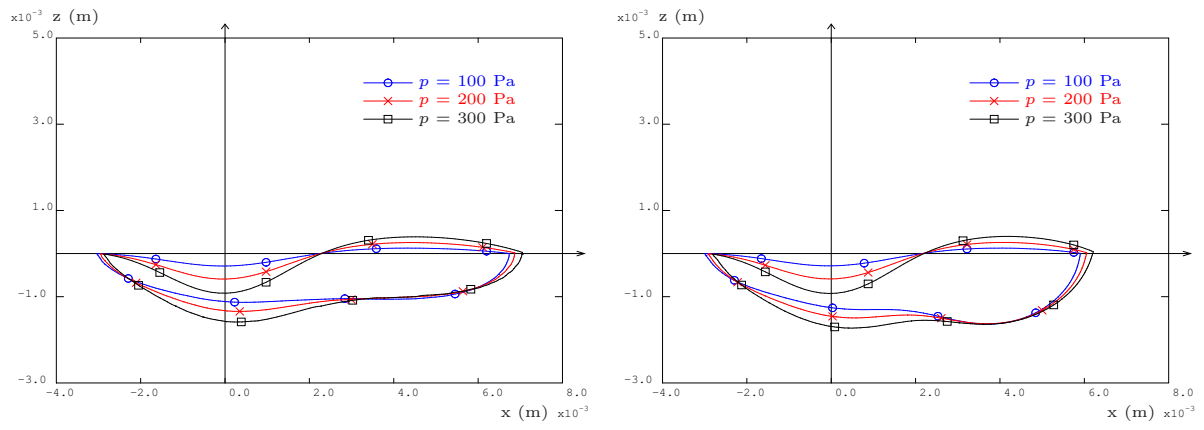 x10⁻³ z (m)
5.0
3.0
1.0
-1.0
-3.0
-4.0 -2.0 0.0 2.0 4.0 6.0 8.0
x (m) x10⁻³
p = 100 Pa
p = 200 Pa
p = 300 Pa
x10⁻³ z (m)
5.0
3.0
1.0
-1.0
-3.0
-4.0 -2.0 0.0 2.0 4.0 6.0 8.0
x (m) x10⁻³
p = 100 Pa
p = 200 Pa
p = 300 Pa